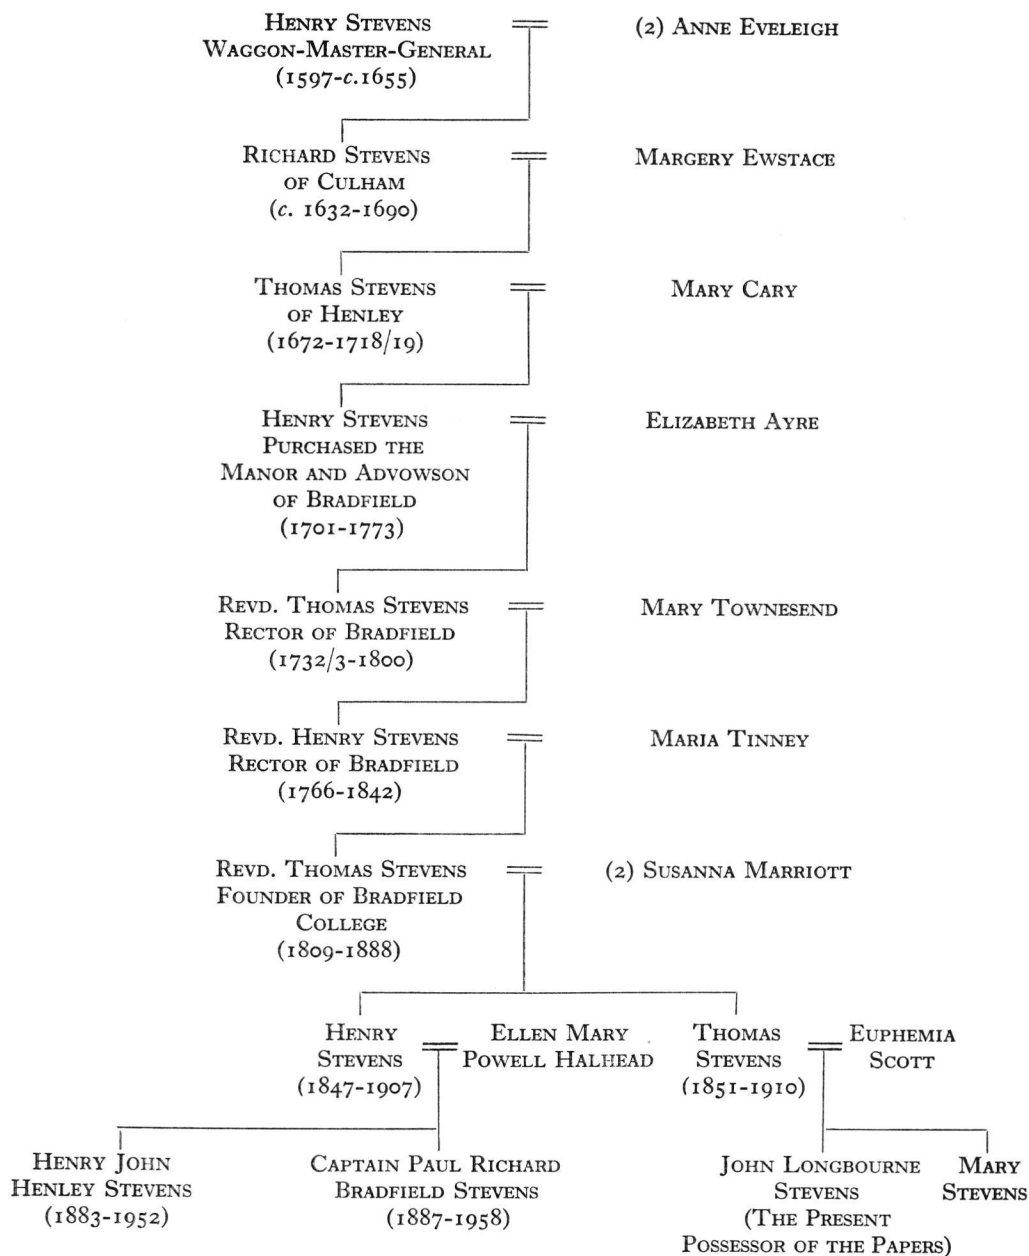 Henry Stevens
Waggon-Master-General
(1597-c.1655)
(2) Anne Eveleigh
Richard Stevens
of Culham
(c. 1632-1690)
Margery Ewstace
Thomas Stevens
of Henley
(1672-1718/19)
Mary Cary
Henry Stevens
Purchased the
Manor and Advowson
of Bradfield
(1701-1773)
Elizabeth Ayre
Revd. Thomas Stevens
Rector of Bradfield
(1732/3-1800)
Mary Townesend
Revd. Henry Stevens
Rector of Bradfield
(1766-1842)
Maria Tinney
Revd. Thomas Stevens
Founder of Bradfield
College
(1809-1888)
(2) Susanna Marriott
Henry
Stevens
(1847-1907)
Ellen Mary
Powell Halhead
Thomas
Stevens
(1851-1910)
Euphemia
Scott
Henry John
Henley Stevens
(1883-1952)
Captain Paul Richard
Bradfield Stevens
(1887-1958)
John Longbourne
Stevens
(The Present
Possessor of the Papers)
Mary
Stevens